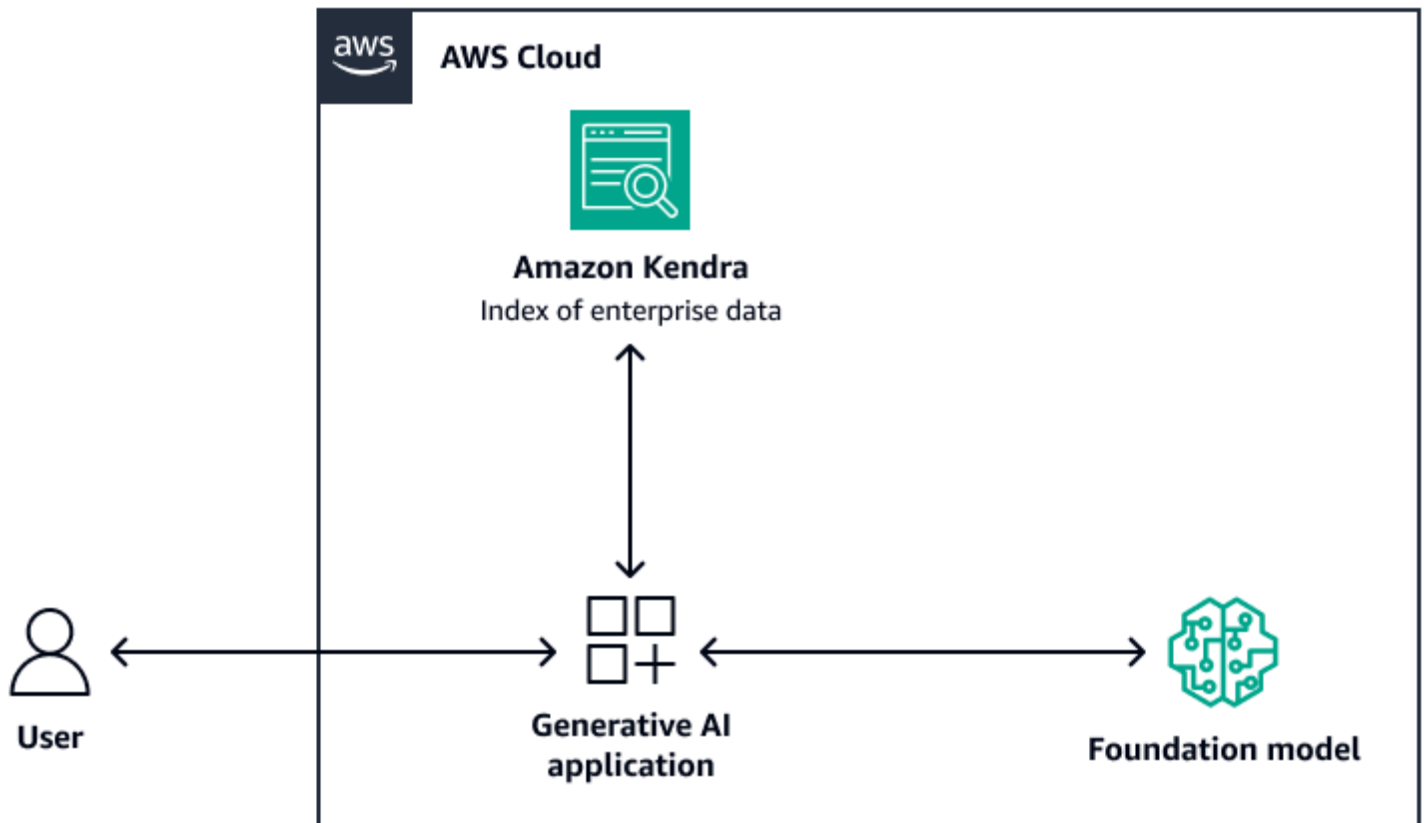 aws
AWS Cloud
Amazon Kendra
Index of enterprise data
User
Generative AI
application
Foundation model